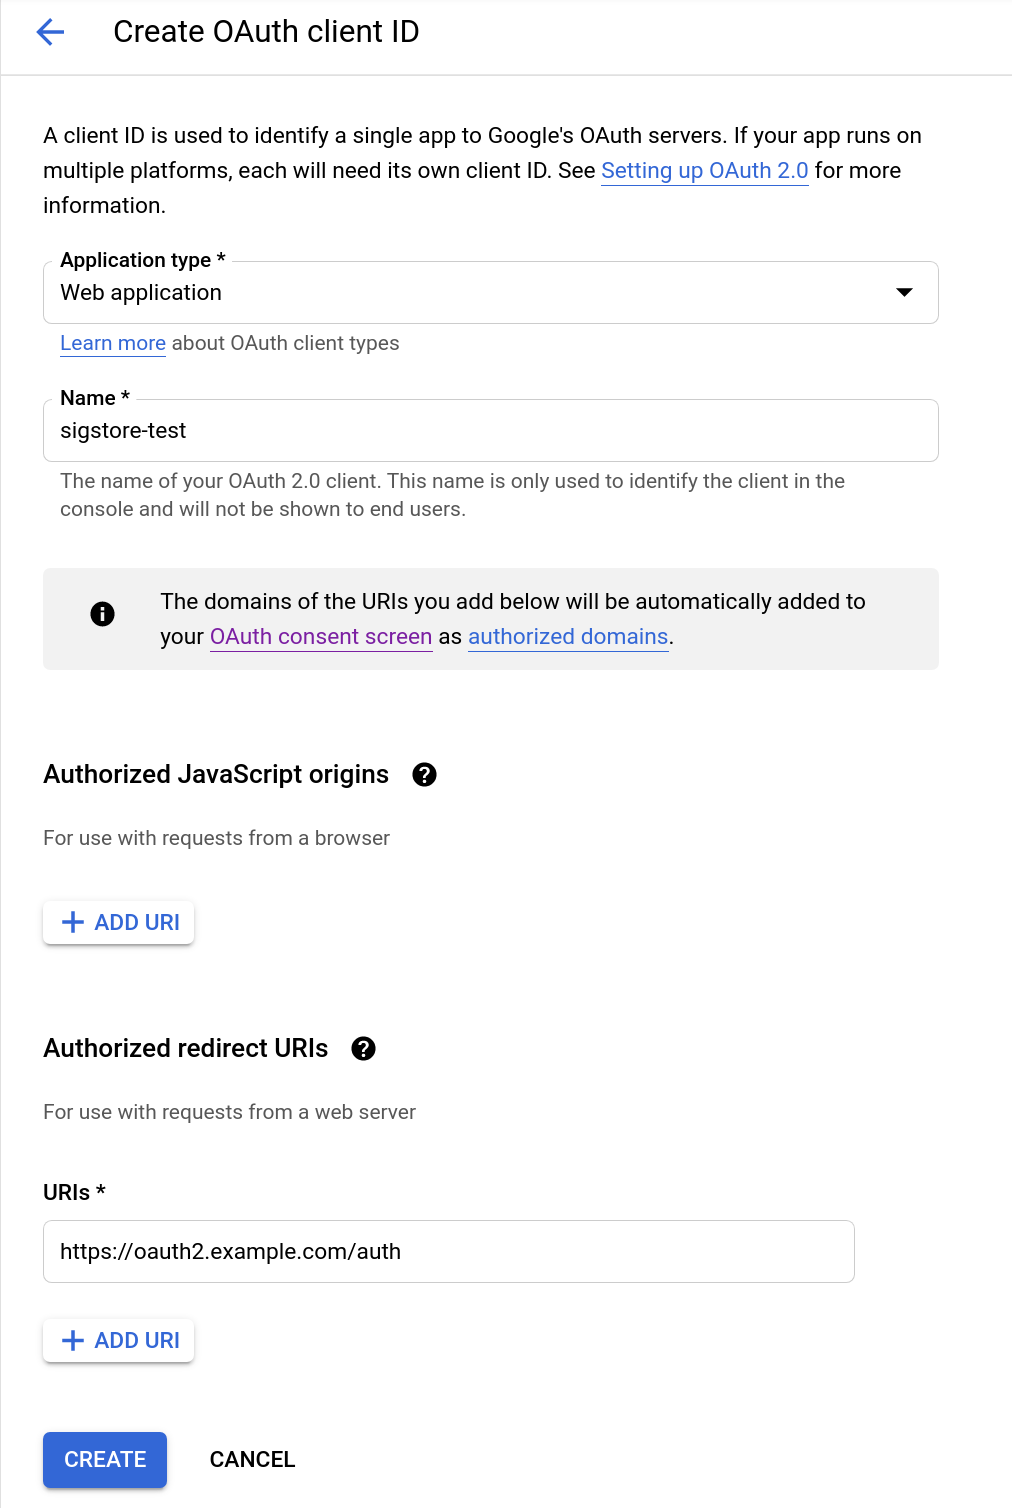 Create OAuth client ID
A client ID is used to identify a single app to Google's OAuth servers. If your app runs on
multiple platforms, each will need its own client ID. See Setting up OAuth 2.0 for more
information.
Application type *
Web application
Learn more about OAuth client types
Name *
sigstore-test
The name of your OAuth 2.0 client. This name is only used to identify the client in the
console and will not be shown to end users.
The domains of the URIs you add below will be automatically added to
your OAuth consent screen as authorized domains.
Authorized JavaScript origins
For use with requests from a browser
ADD URI
Authorized redirect URIs
For use with requests from a web server
URIs *
https://oauth2.example.com/auth
ADD URI
CREATE CANCEL